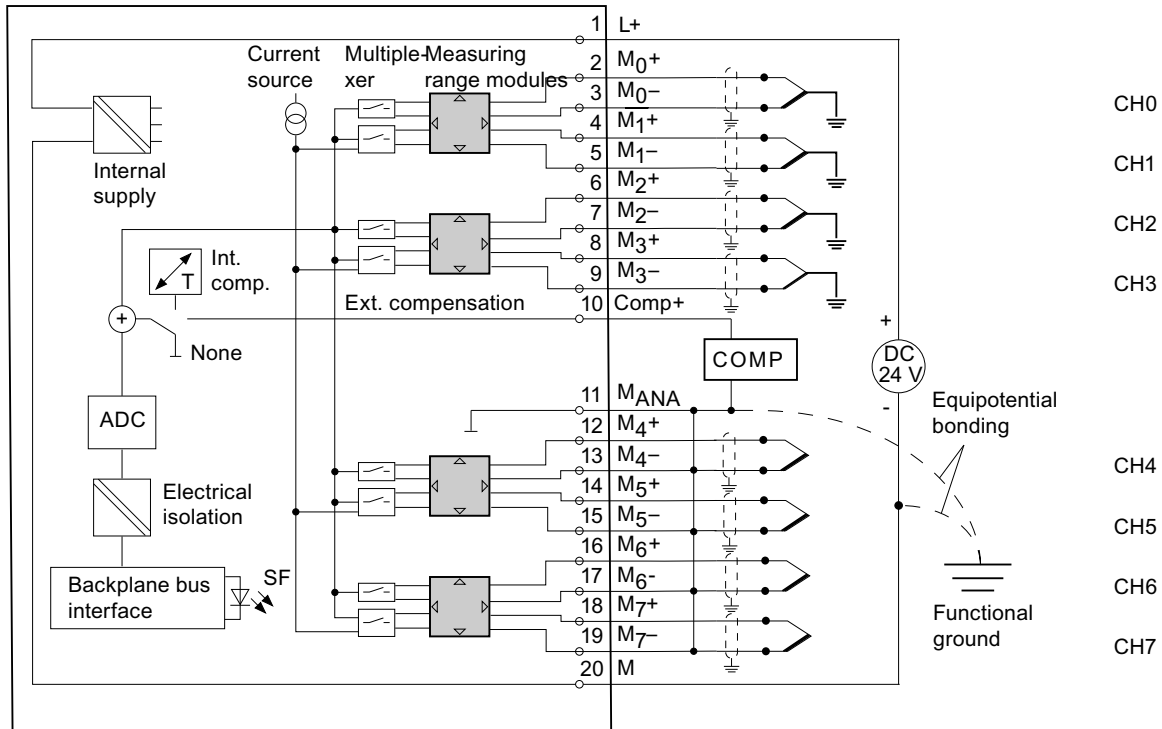 1 L+
Current source
Multiple-xer
Measuring range modules
2 M0+
3 M0−
CH0
4 M1+
5 M1−
CH1
Internal supply
6 M2+
7 M2−
CH2
8 M3+
Int. comp.
T
9 M3−
CH3
Ext. compensation
10 Comp+
+
+
None
COMP
DC 24 V
11 MANA
-
Equipotential bonding
ADC
12 M4+
13 M4−
CH4
14 M5+
Electrical isolation
15 M5−
CH5
16 M6+
Backplane bus interface
SF
17 M6-
CH6
18 M7+
Functional ground
19 M7−
CH7
20 M